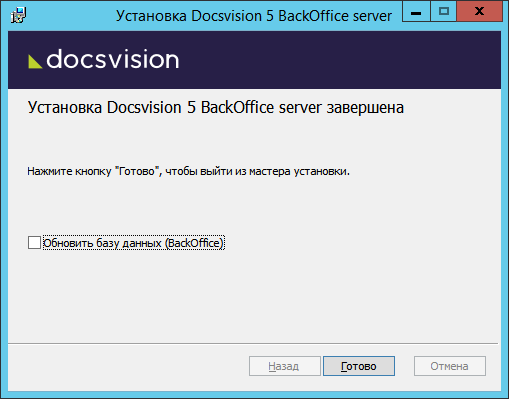 Установка Docsvision 5 BackOffice server
docsvision
Установка Docsvision 5 BackOffice server завершена
Нажмите кнопку "Готово", чтобы выйти из мастера установки.
Обновить базу данных (BackOffice)
Назад
Готово
Отмена